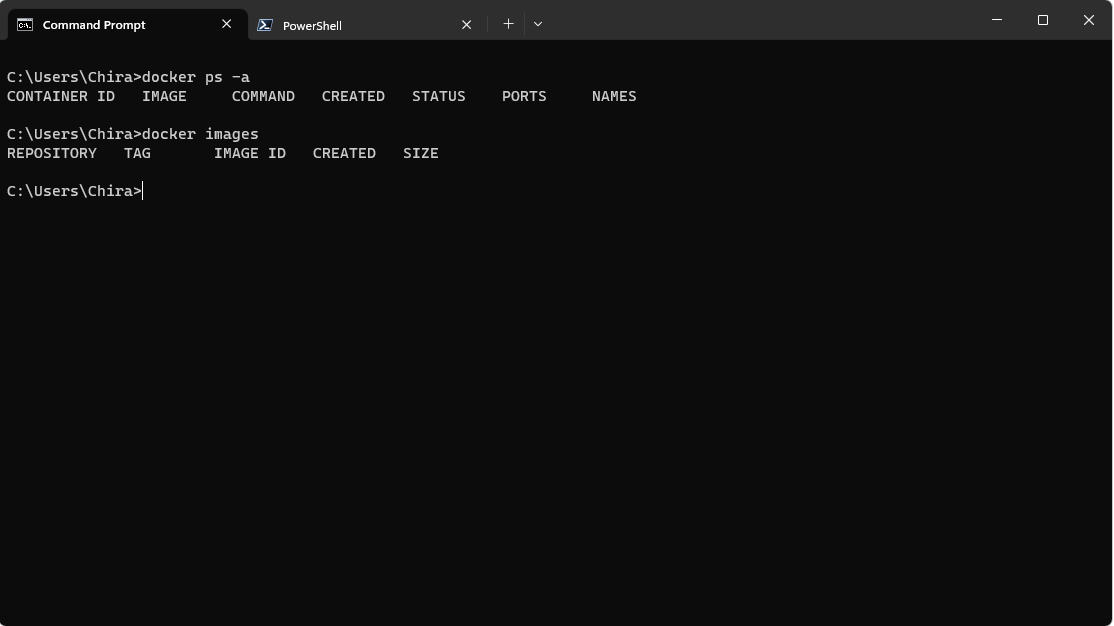 Command Prompt
PowerShell
C:\Users\Chira>docker ps -a
CONTAINER ID   IMAGE     COMMAND   CREATED   STATUS    PORTS     NAMES
C:\Users\Chira>docker images
REPOSITORY   TAG       IMAGE ID   CREATED   SIZE
C:\Users\Chira>